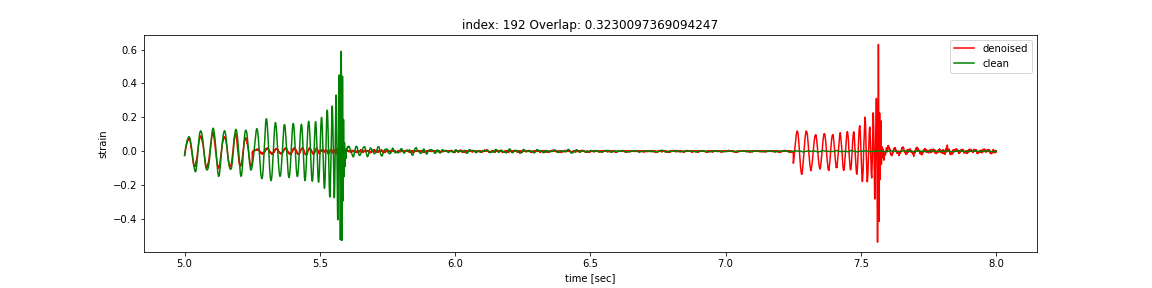 index: 192 Overlap: 0.3230097369094247
denoised
clean
strain
0.6
0.4
0.2
0.0
−0.2
−0.4
5.0 5.5 6.0 6.5 7.0 7.5 8.0
time [sec]